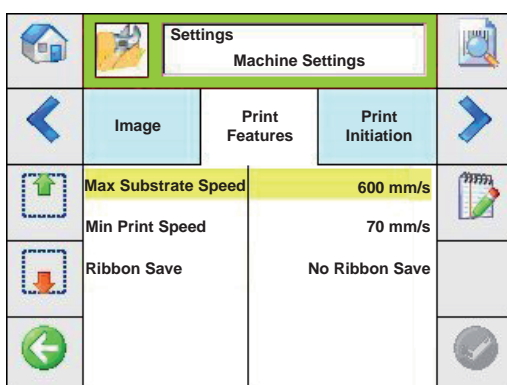 Settings
Machine Settings
Image
Print
Features
Print
Initiation
Max Substrate Speed 600 mm/s
Min Print Speed 70 mm/s
Ribbon Save No Ribbon Save